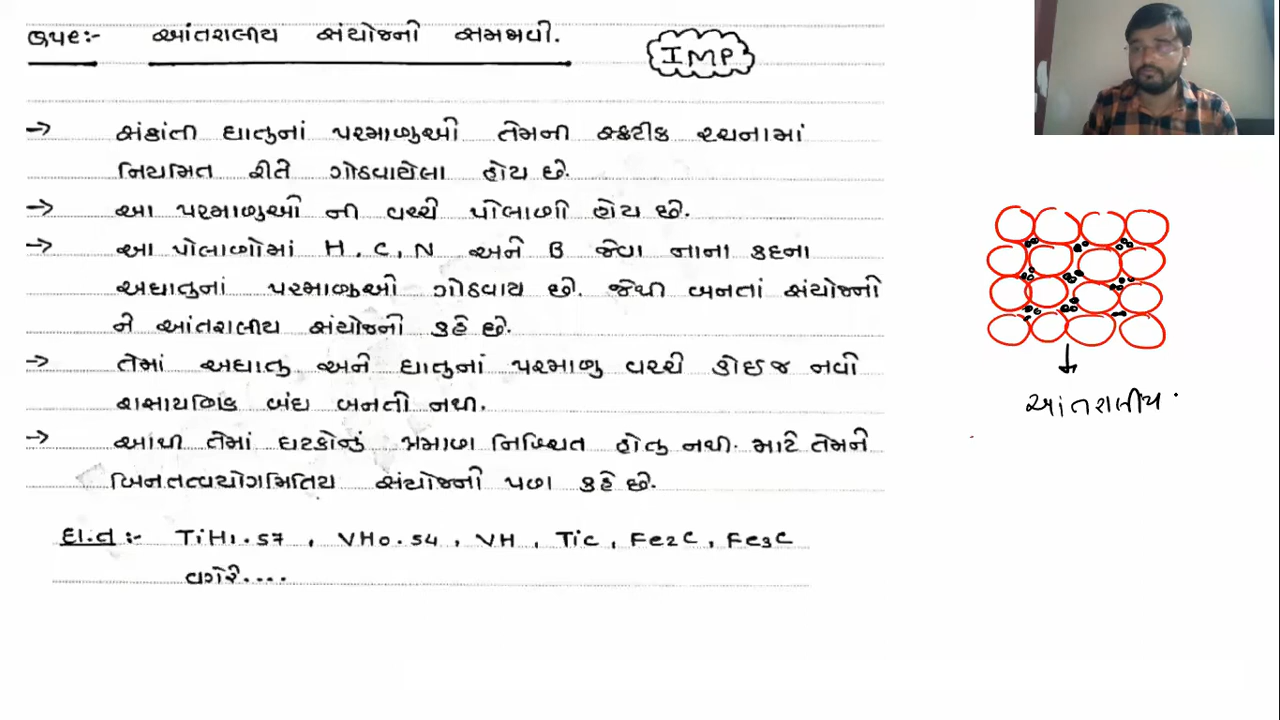 પ્રશ્ન:- આંતરાલીય સંયોજનો સમજાવો.
IMP
→ સંક્રાંતી ધાતુનાં પરમાણુઓ તેમની સ્ફટીક રચનામાં
નિયમિત રીતે ગોઠવાયેલા હોય છે.
→ આ પરમાણુઓ ની વચ્ચે પોલાણો હોય છે.
→ આ પોલાણોમાં H, C, N અને B જેવા નાના કદના
અધાતુનાં પરમાણુઓ ગોઠવાય છે. જેથી બનતાં સંયોજનો
ને આંતરાલીય સંયોજનો કહે છે.
→ તેમાં અધાતુ અને ધાતુનાં પરમાણુ વચ્ચે કોઈજ નવો
રાસાયણિક બંધ બનતો નથી.
→ આથી તેમાં ઘટકોનું પ્રમાણ નિશ્ચિત હોતુ નથી. માટે તેમને
બિનતત્વયોગમિતિય સંયોજનો પણ કહે છે.
દા.ત :- TiH1.57 , VH0.54 , VH , TiC , Fe2C , Fe3C
વગેરે....
આંતરાલીય.